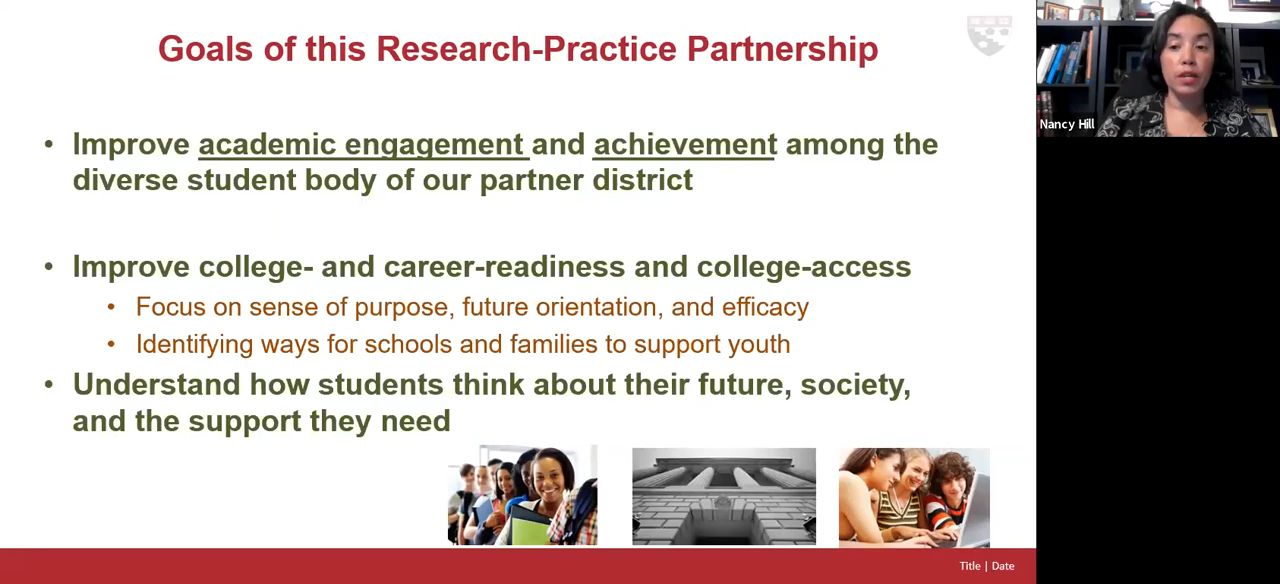 Goals of this Research-Practice Partnership
Nancy Hill
• Improve academic engagement and achievement among the
diverse student body of our partner district
• Improve college- and career-readiness and college-access
• Focus on sense of purpose, future orientation, and efficacy
• Identifying ways for schools and families to support youth
• Understand how students think about their future, society,
and the support they need
Title | Date